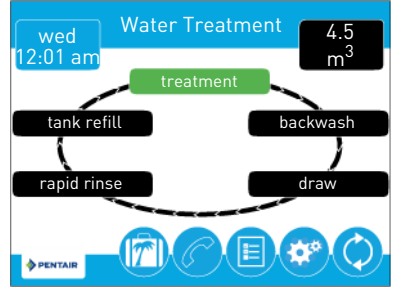 wed
12:01 am
Water Treatment
4.5
m³
treatment
tank refill
backwash
rapid rinse
draw
PENTAIR